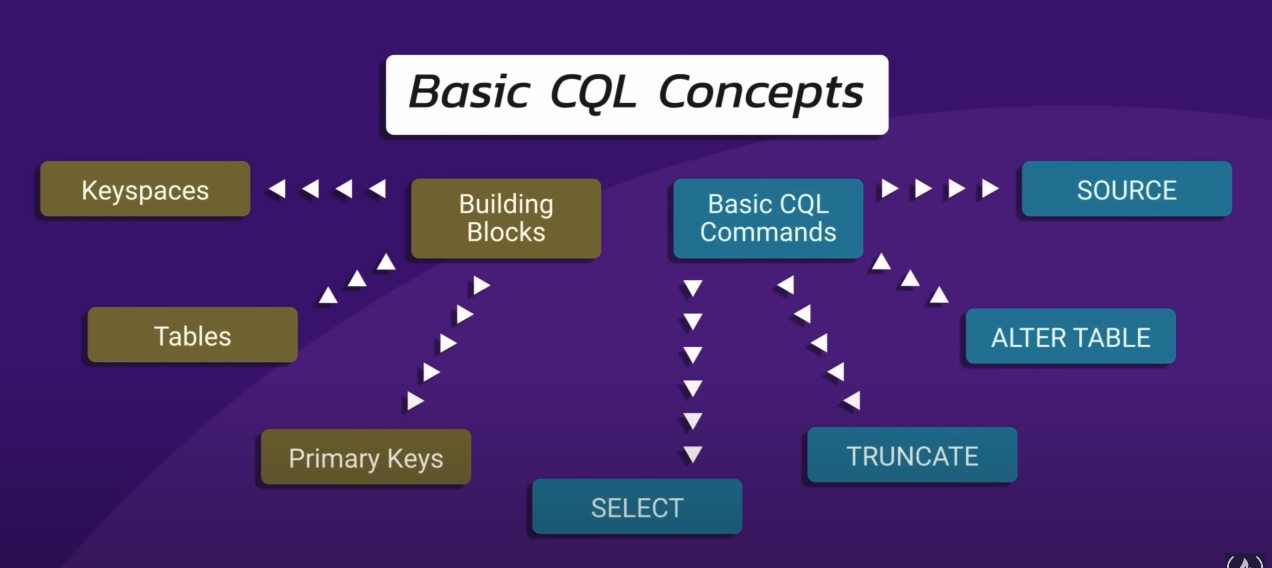 Basic CQL Concepts
Keyspaces
Building
Blocks
Basic CQL
Commands
SOURCE
Tables
ALTER TABLE
Primary Keys
TRUNCATE
SELECT